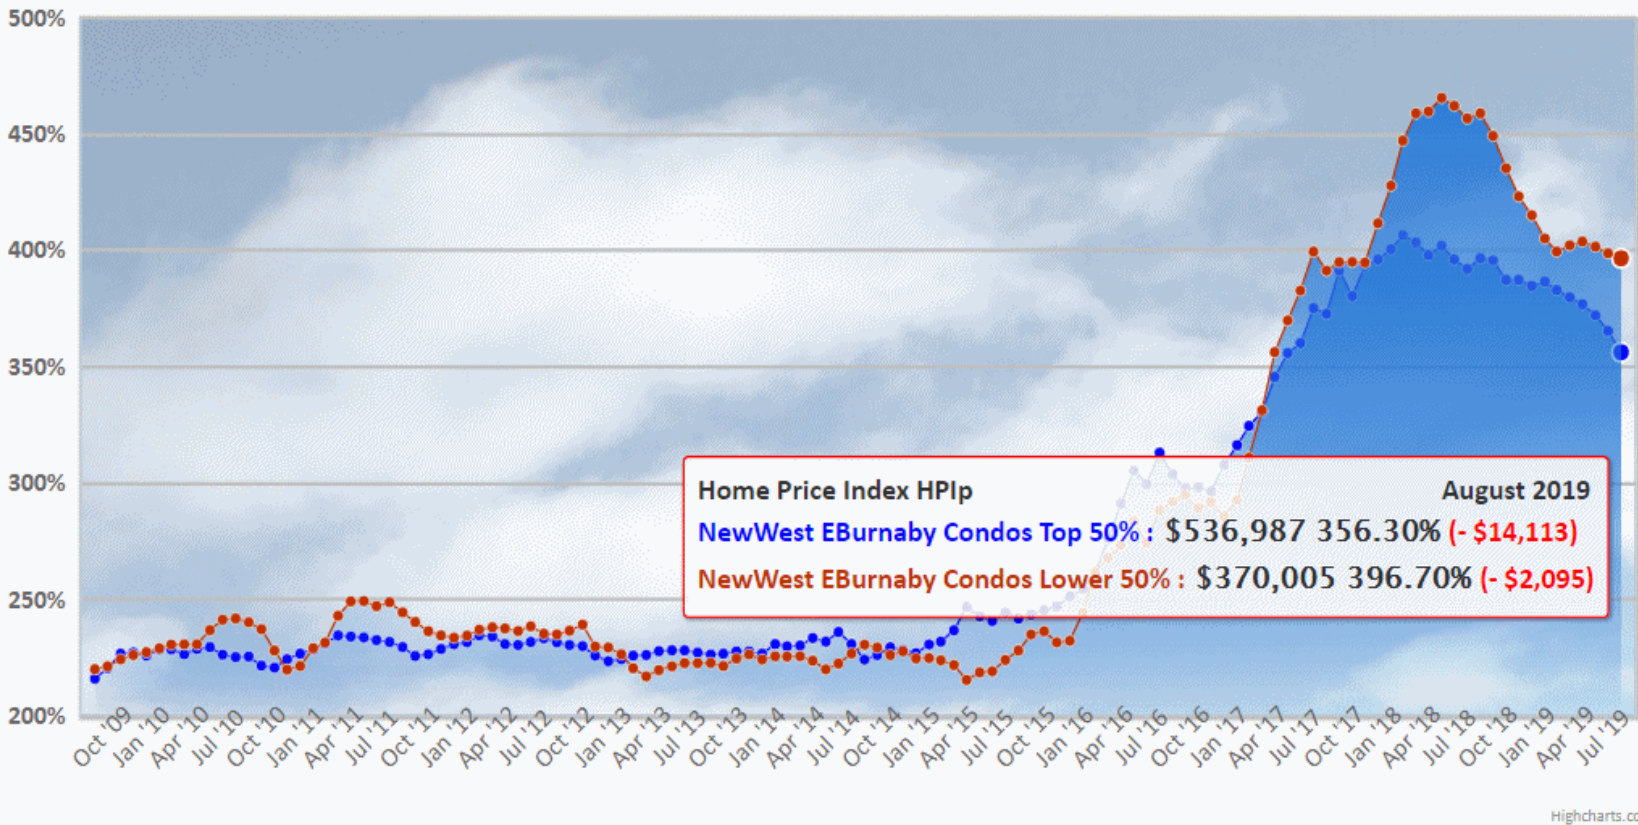 500%
450%
400%
350%
300%
250%
200%
Home Price Index HPIp August 2019
NewWest EBurnaby Condos Top 50% : $536,987 356.30% (- $14,113)
NewWest EBurnaby Condos Lower 50% : $370,005 396.70% (- $2,095)
Oct '09 Jan '10 Apr '10 Jul '10 Oct '10 Jan '11 Apr '11 Jul '11 Oct '11 Jan '12 Apr '12 Jul '12 Oct '12 Jan '13 Apr '13 Jul '13 Oct '13 Jan '14 Apr '14 Jul '14 Oct '14 Jan '15 Apr '15 Jul '15 Oct '15 Jan '16 Apr '16 Jul '16 Oct '16 Jan '17 Apr '17 Jul '17 Oct '17 Jan '18 Apr '18 Jul '18 Oct '18 Jan '19 Apr '19 Jul '19
Highcharts.co